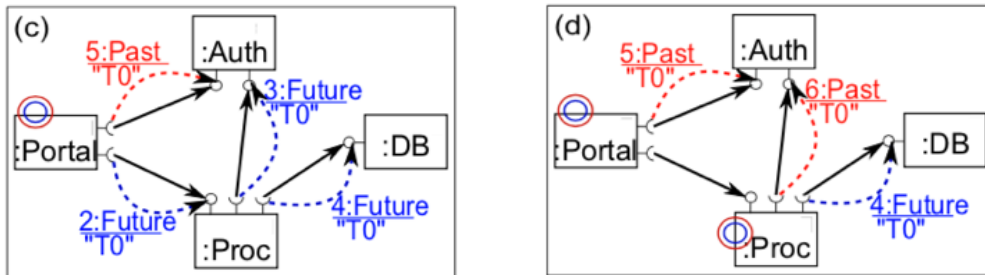 (c)
:Auth
5:Past
"T0"
3:Future
"T0"
:Portal
:DB
2:Future
"T0"
4:Future
"T0"
:Proc
(d)
:Auth
5:Past
"T0"
6:Past
"T0"
:Portal
:DB
4:Future
"T0"
:Proc